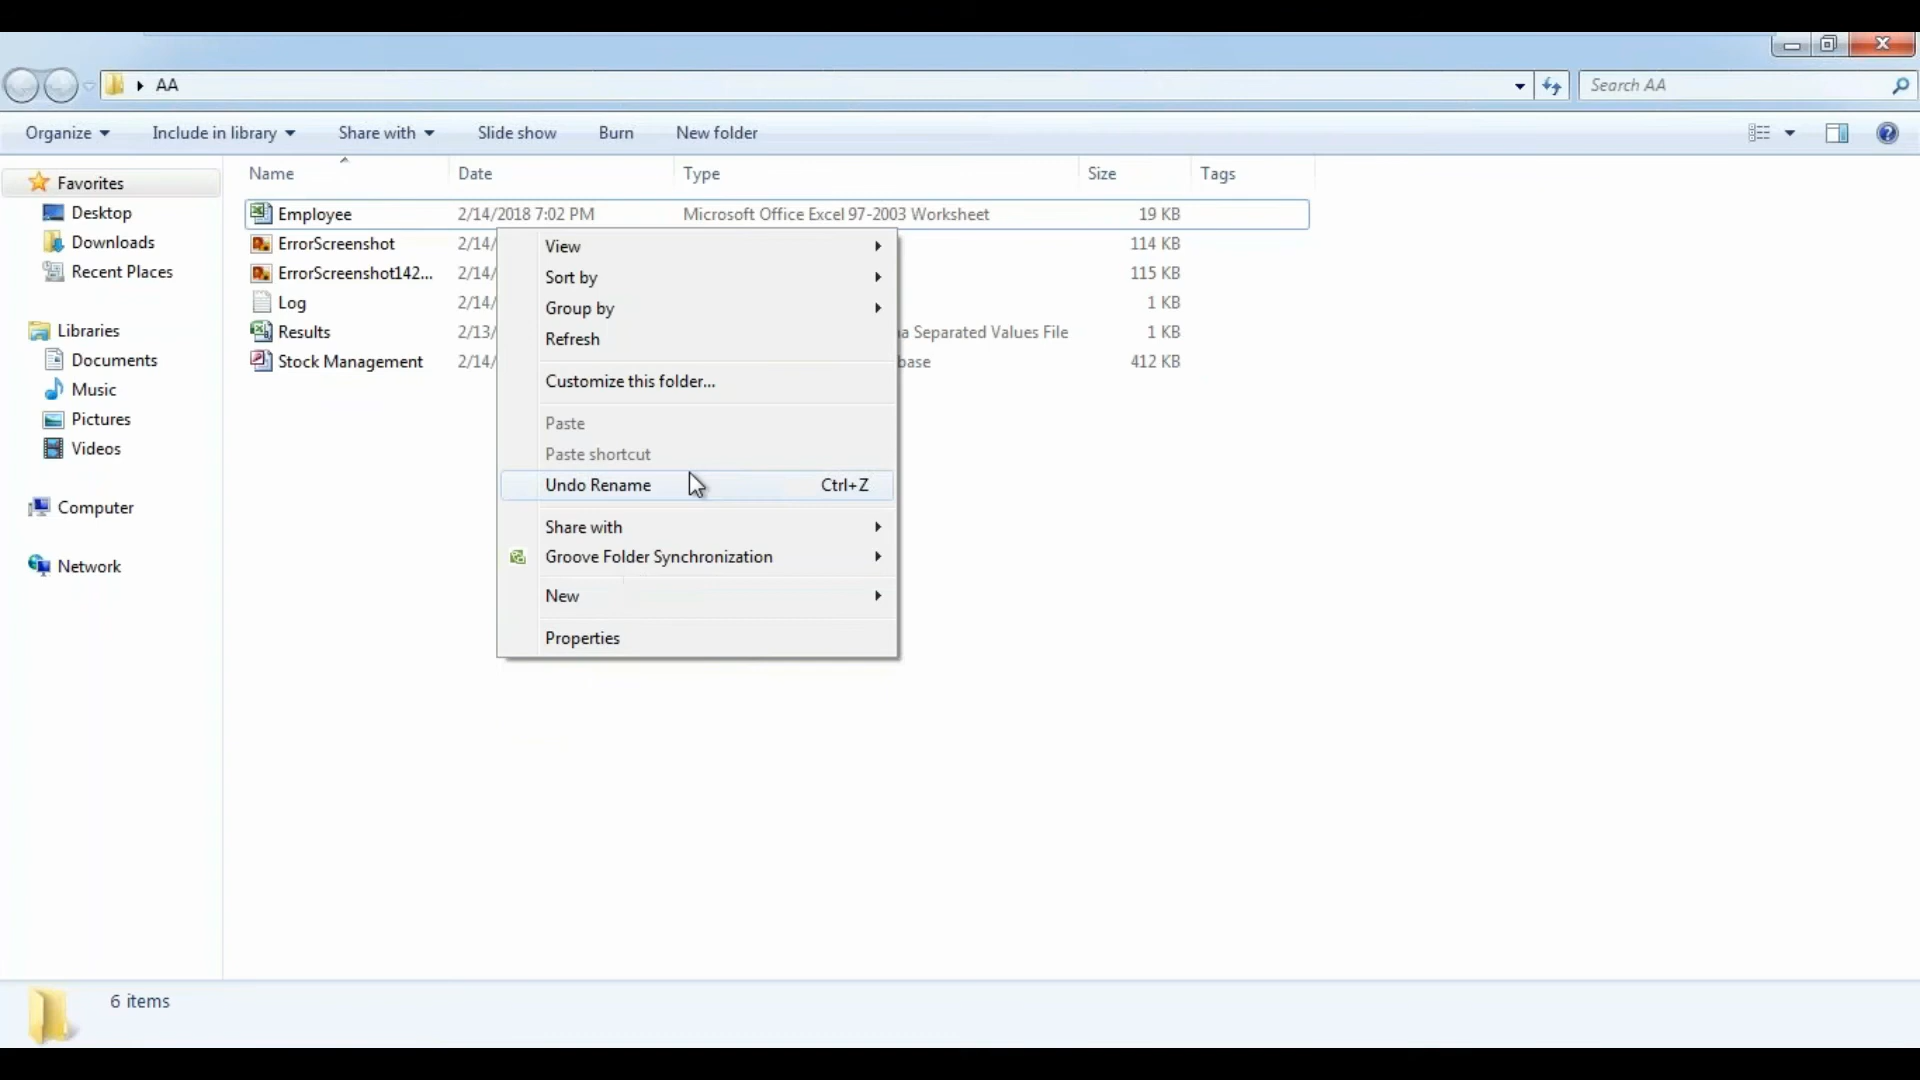 AA
Search AA
Organize Include in library Share with Slide show Burn New folder
Name Date Type Size Tags
Favorites
Desktop
Downloads
Recent Places
Libraries
Documents
Music
Pictures
Videos
Computer
Network
Employee 2/14/2018 7:02 PM Microsoft Office Excel 97-2003 Worksheet 19 KB
ErrorScreenshot 2/14/ 114 KB
ErrorScreenshot142... 2/14/ 115 KB
Log 2/14/ 1 KB
Results 2/13/ a Separated Values File 1 KB
Stock Management 2/14/ base 412 KB
View
Sort by
Group by
Refresh
Customize this folder...
Paste
Paste shortcut
Undo Rename Ctrl+Z
Share with
Groove Folder Synchronization
New
Properties
6 items